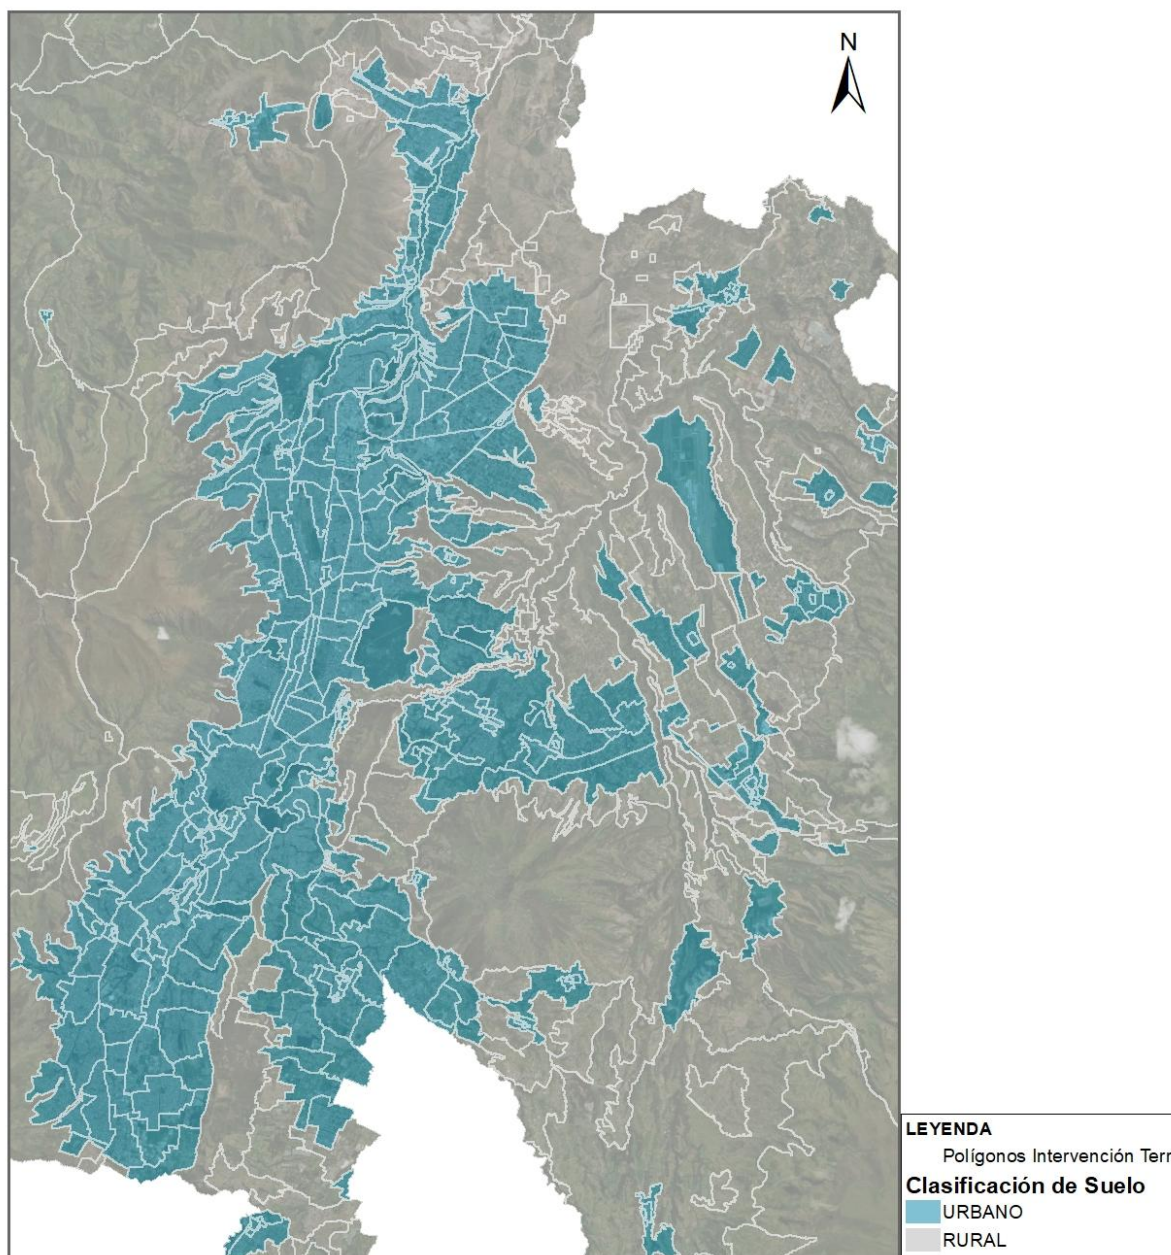 N
LEYENDA
Polígonos Intervención Terr
Clasificación de Suelo
URBANO
RURAL